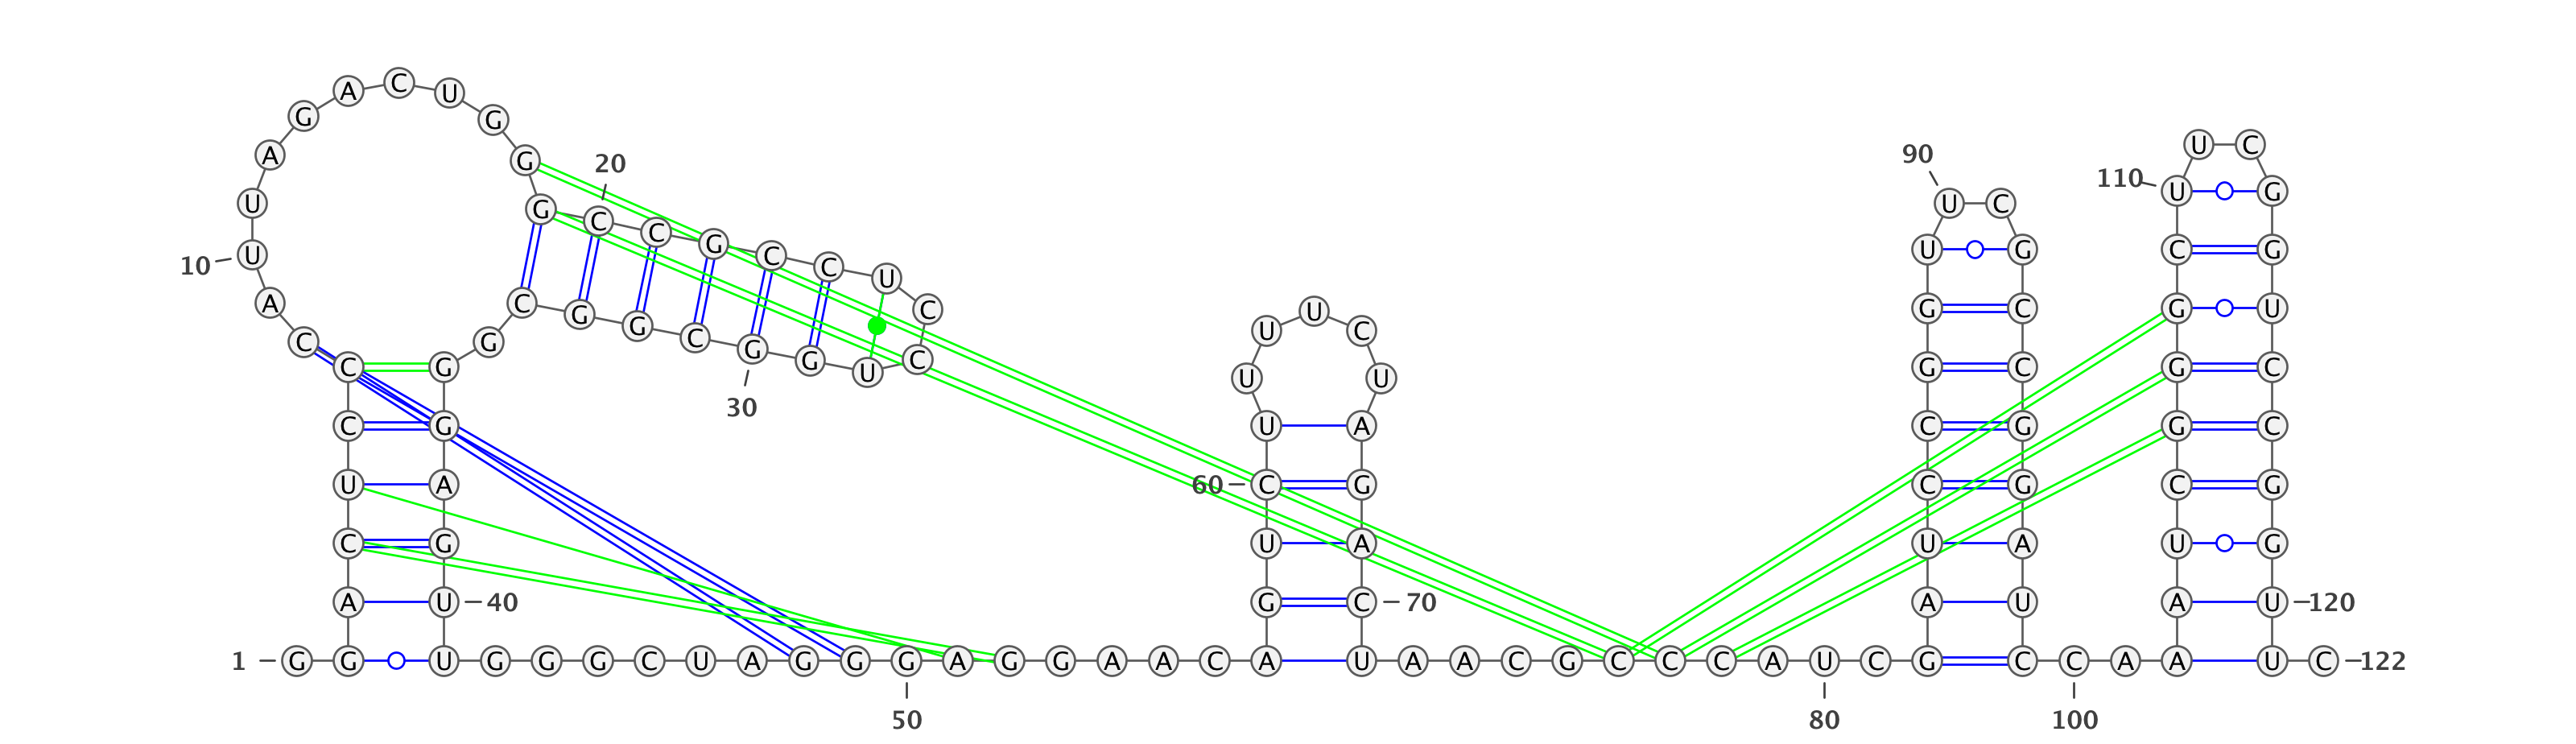 1 G G A C U C C C A U
10
U A G A C U G G G C
20
C G C C U C C U G G
30
C G G C G G G A G U
40
U G G G C U A G G G
50
A G G A A C A G U C
60
U U U U C U A G A C
70
U A A C G C C C A U
80
C G A U C C G G U U
90
C G C C G G A U C C
100
A A A U C G G G C U
110
U C G G U C C G G U
120
U C
122